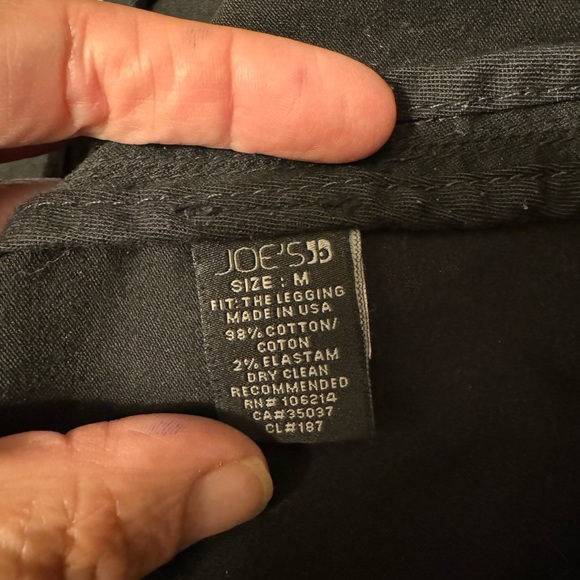 JOE'S
SIZE : M
FIT: THE LEGGING
MADE IN USA
98% COTTON/
COTON
2% ELASTAM
DRY CLEAN
RECOMMENDED
RN# 106214
CA#35037
CL#187